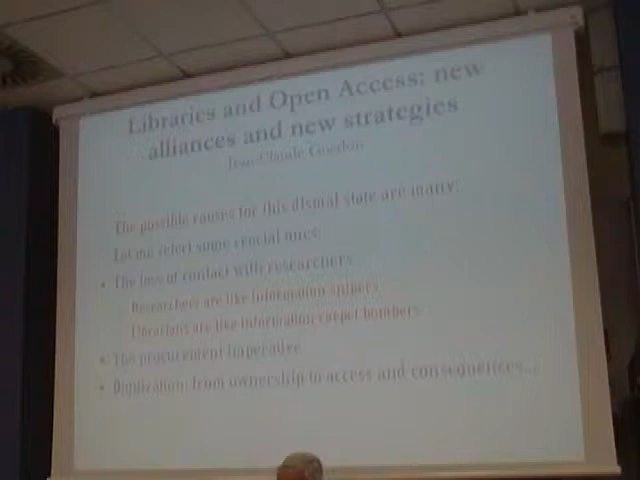 Libraries and Open Access: new
alliances and new strategies
Jean-Claude Guédon
The possible causes for this dismal state are many:
Let me select some crucial ones:
• The loss of contact with researchers
Researchers are like information snipers
Librarians are like information carpet bombers
• The procurement imperative
• Digitization: from ownership to access and consequences...